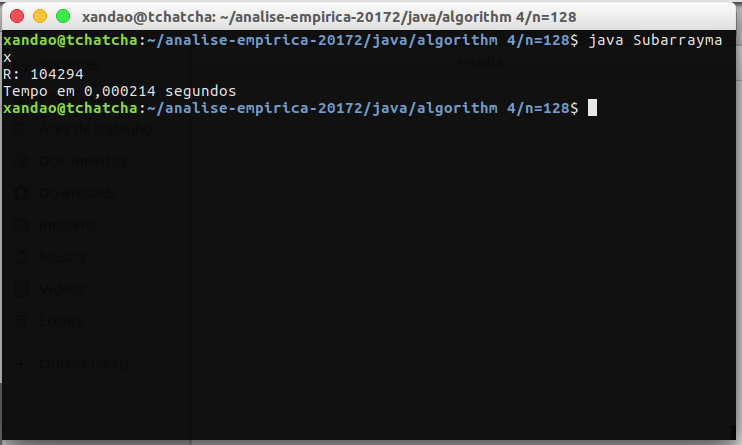 xandao@tchatcha: ~/analise-empirica-20172/java/algorithm 4/n=128
xandao@tchatcha:~/analise-empirica-20172/java/algorithm 4/n=128$ java Subarrayma
x
R: 104294
Tempo em 0,000214 segundos
xandao@tchatcha:~/analise-empirica-20172/java/algorithm 4/n=128$
results
Área de trabalho
Documentos
Downloads
Imagens
Música
Vídeos
Lixeira
+ Outros locais